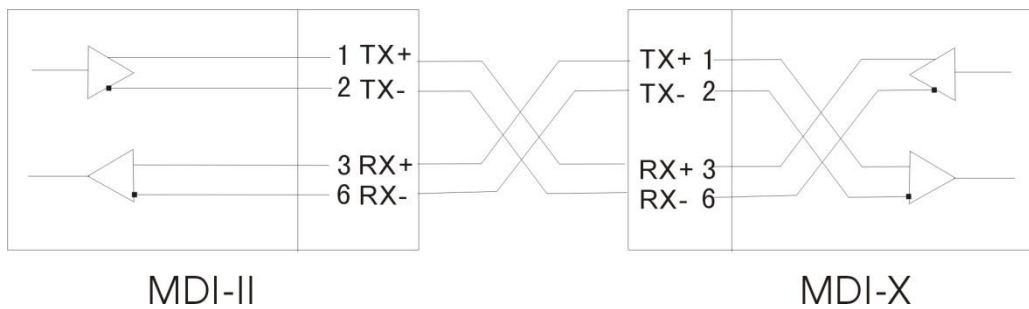 1 TX+
2 TX-
3 RX+
6 RX-
TX+ 1
TX- 2
RX+ 3
RX- 6
MDI-II
MDI-X